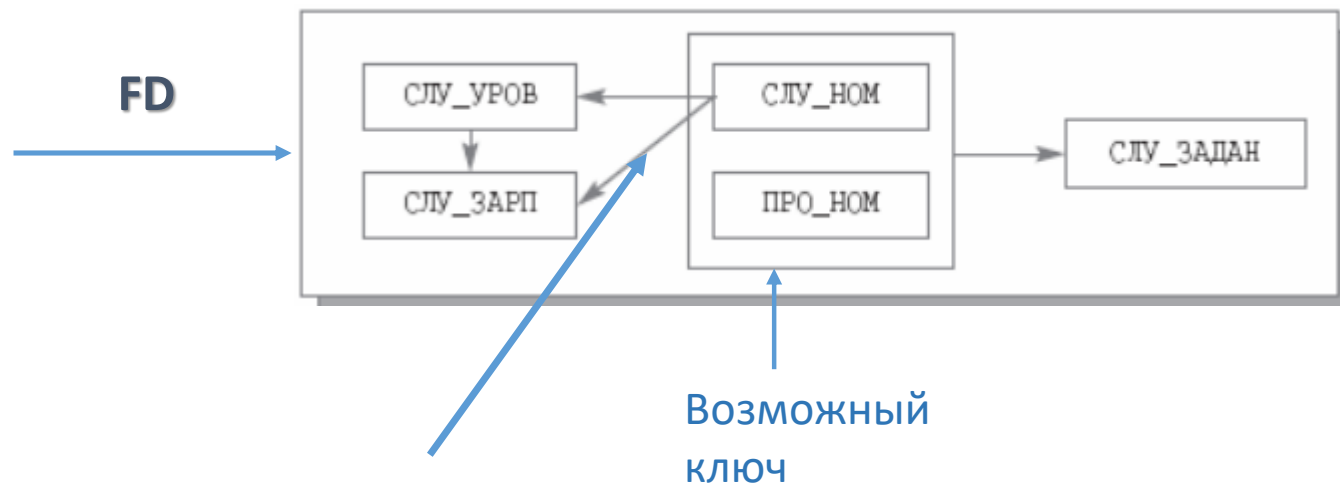 FD
СЛУ_УРОВ
СЛУ_НОМ
СЛУ_ЗАДАН
СЛУ_ЗАРП
ПРО_НОМ
Возможный
ключ